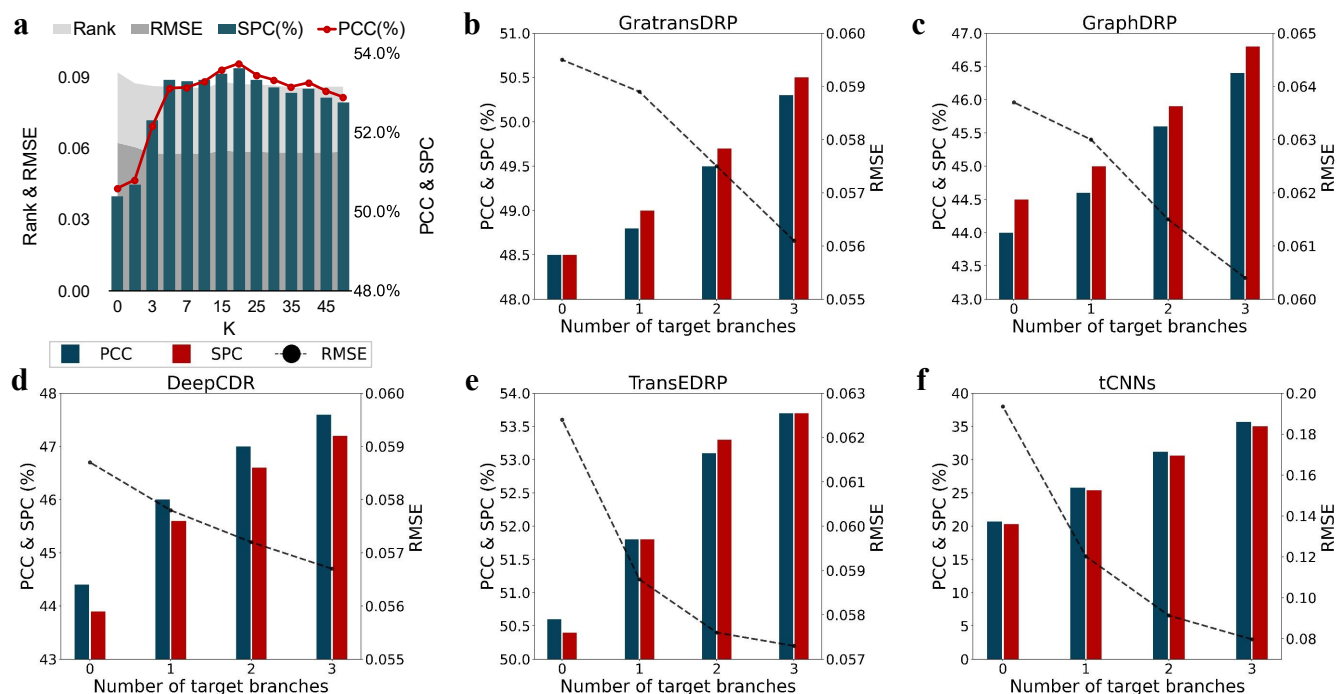 a
Rank RMSE SPC(%) PCC(%)
54.0%
0.09
52.0%
0.06
0.03
50.0%
0.00
48.0%
Rank & RMSE
PCC & SPC
0 3 7 15 25 35 45
K
b
GratransDRP
51.0
50.5
50.0
49.5
49.0
48.5
48.0
PCC & SPC (%)
0.060
0.059
0.058
0.057
0.056
0.055
RMSE
0 1 2 3
Number of target branches
c
GraphDRP
47.0
46.5
46.0
45.5
45.0
44.5
44.0
43.5
43.0
PCC & SPC (%)
0.065
0.064
0.063
0.062
0.061
0.060
RMSE
0 1 2 3
Number of target branches
PCC SPC RMSE
d
DeepCDR
48
47
46
45
44
43
PCC & SPC (%)
0.060
0.059
0.058
0.057
0.056
0.055
RMSE
0 1 2 3
Number of target branches
e
TransEDRP
54.0
53.5
53.0
52.5
52.0
51.5
51.0
50.5
50.0
PCC & SPC (%)
0.063
0.062
0.061
0.060
0.059
0.058
0.057
RMSE
0 1 2 3
Number of target branches
f
tCNNs
40
35
30
25
20
15
10
5
0
PCC & SPC (%)
0.20
0.18
0.16
0.14
0.12
0.10
0.08
RMSE
0 1 2 3
Number of target branches